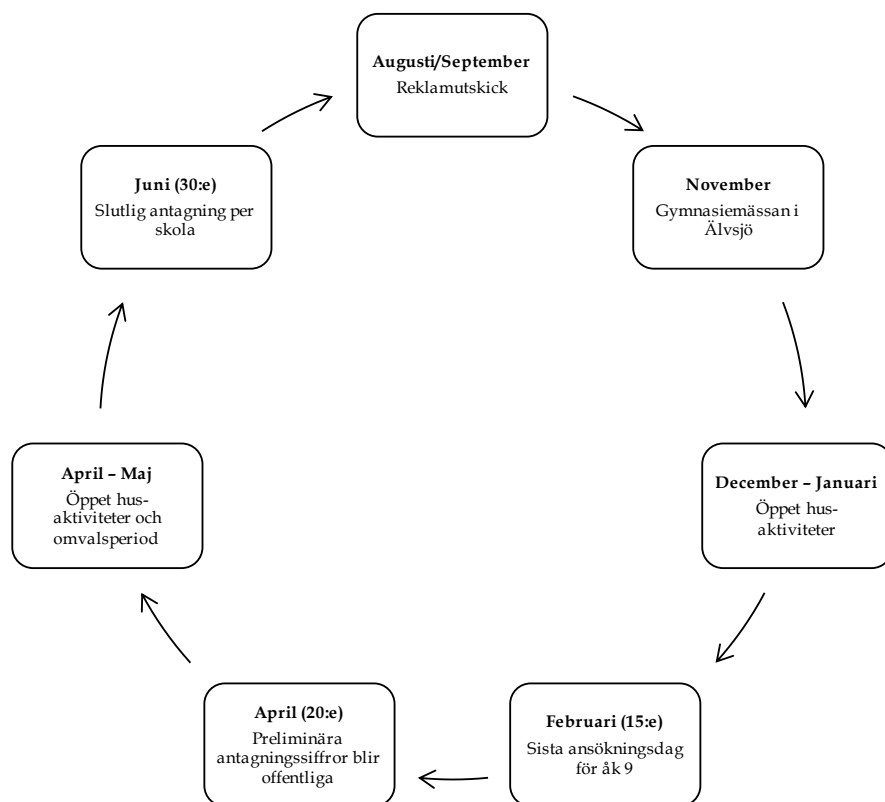 Augusti/September
Reklamutskick
November
Gymnasiemässan i
Älvsjö
December – Januari
Öppet hus-
aktiviteter
Februari (15:e)
Sista ansökningsdag
för åk 9
April (20:e)
Preliminära
antagningssiffror blir
offentliga
April – Maj
Öppet hus-
aktiviteter och
omvalsperiod
Juni (30:e)
Slutlig antagning per
skola